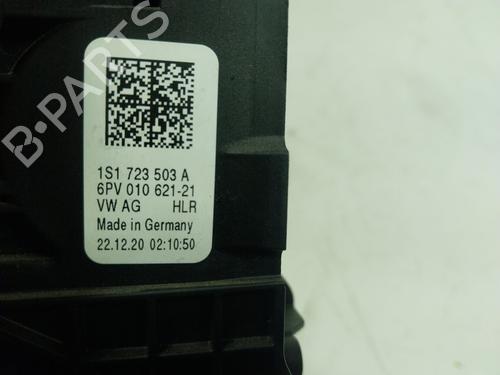 B-PARTS
1S1 723 503 A
6PV 010 621-21
VW AG HLR
Made in Germany
22.12.20 02:10:50